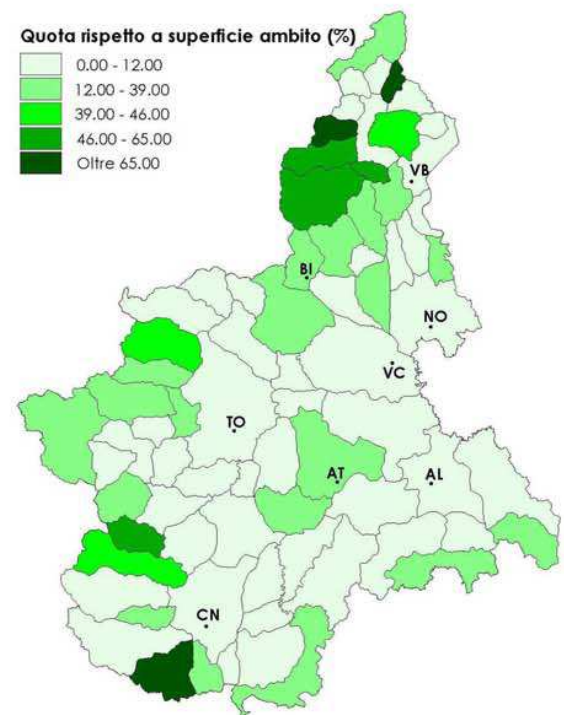 Quota rispetto a superficie ambito (%)
0.00 - 12.00
12.00 - 39.00
39.00 - 46.00
46.00 - 65.00
Oltre 65.00
VB
BI
NO
VC
TO
AT
AL
CN